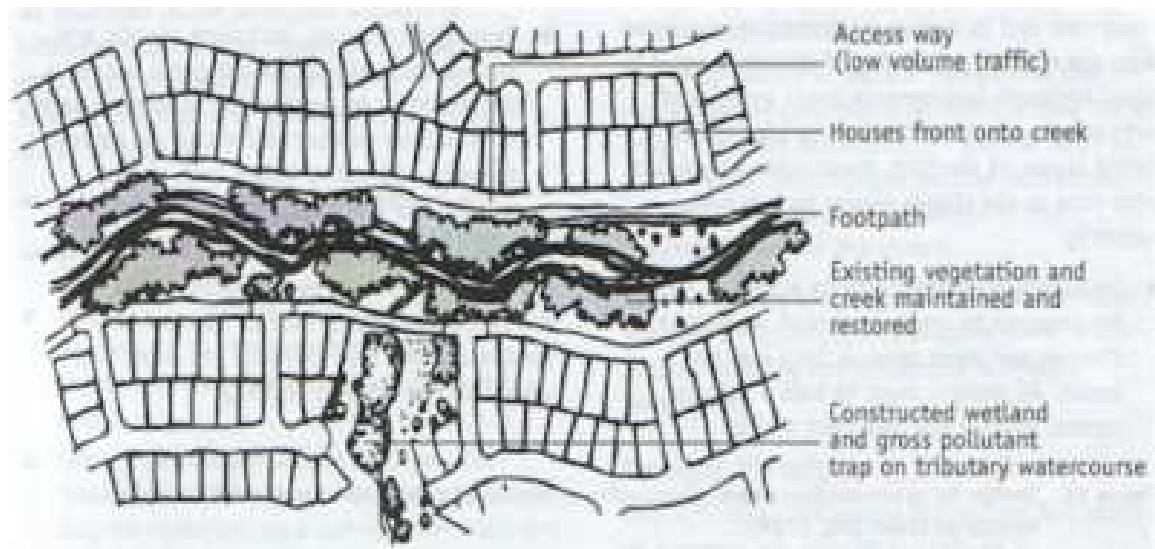 Access way
(low volume traffic)
Houses front onto creek
Footpath
Existing vegetation and
creek maintained and
restored
Constructed wetland
and gross pollutant
trap on tributary watercourse